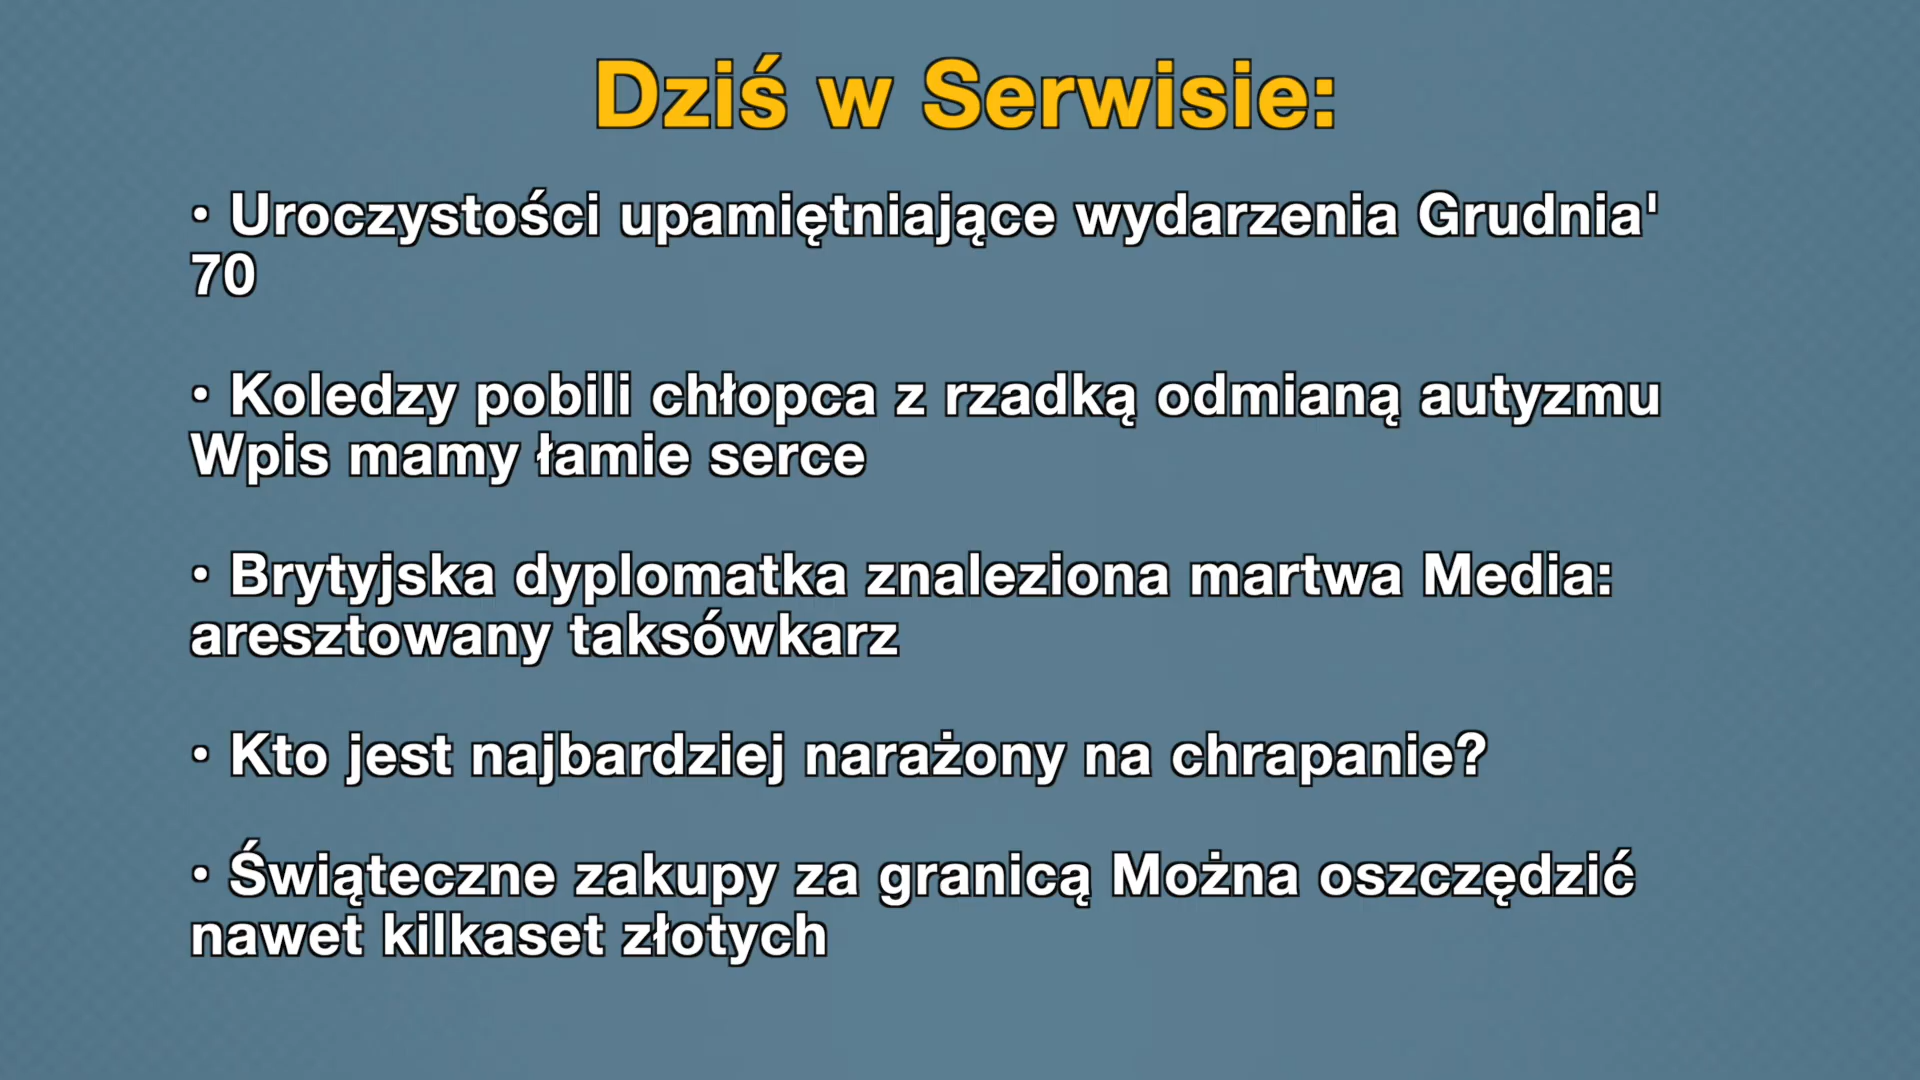 Dziś w Serwisie:
• Uroczystości upamiętniające wydarzenia Grudnia'
70
• Koledzy pobili chłopca z rzadką odmianą autyzmu
Wpis mamy łamie serce
• Brytyjska dyplomatka znaleziona martwa Media:
aresztowany taksówkarz
• Kto jest najbardziej narażony na chrapanie?
• Świąteczne zakupy za granicą Można oszczędzić
nawet kilkaset złotych